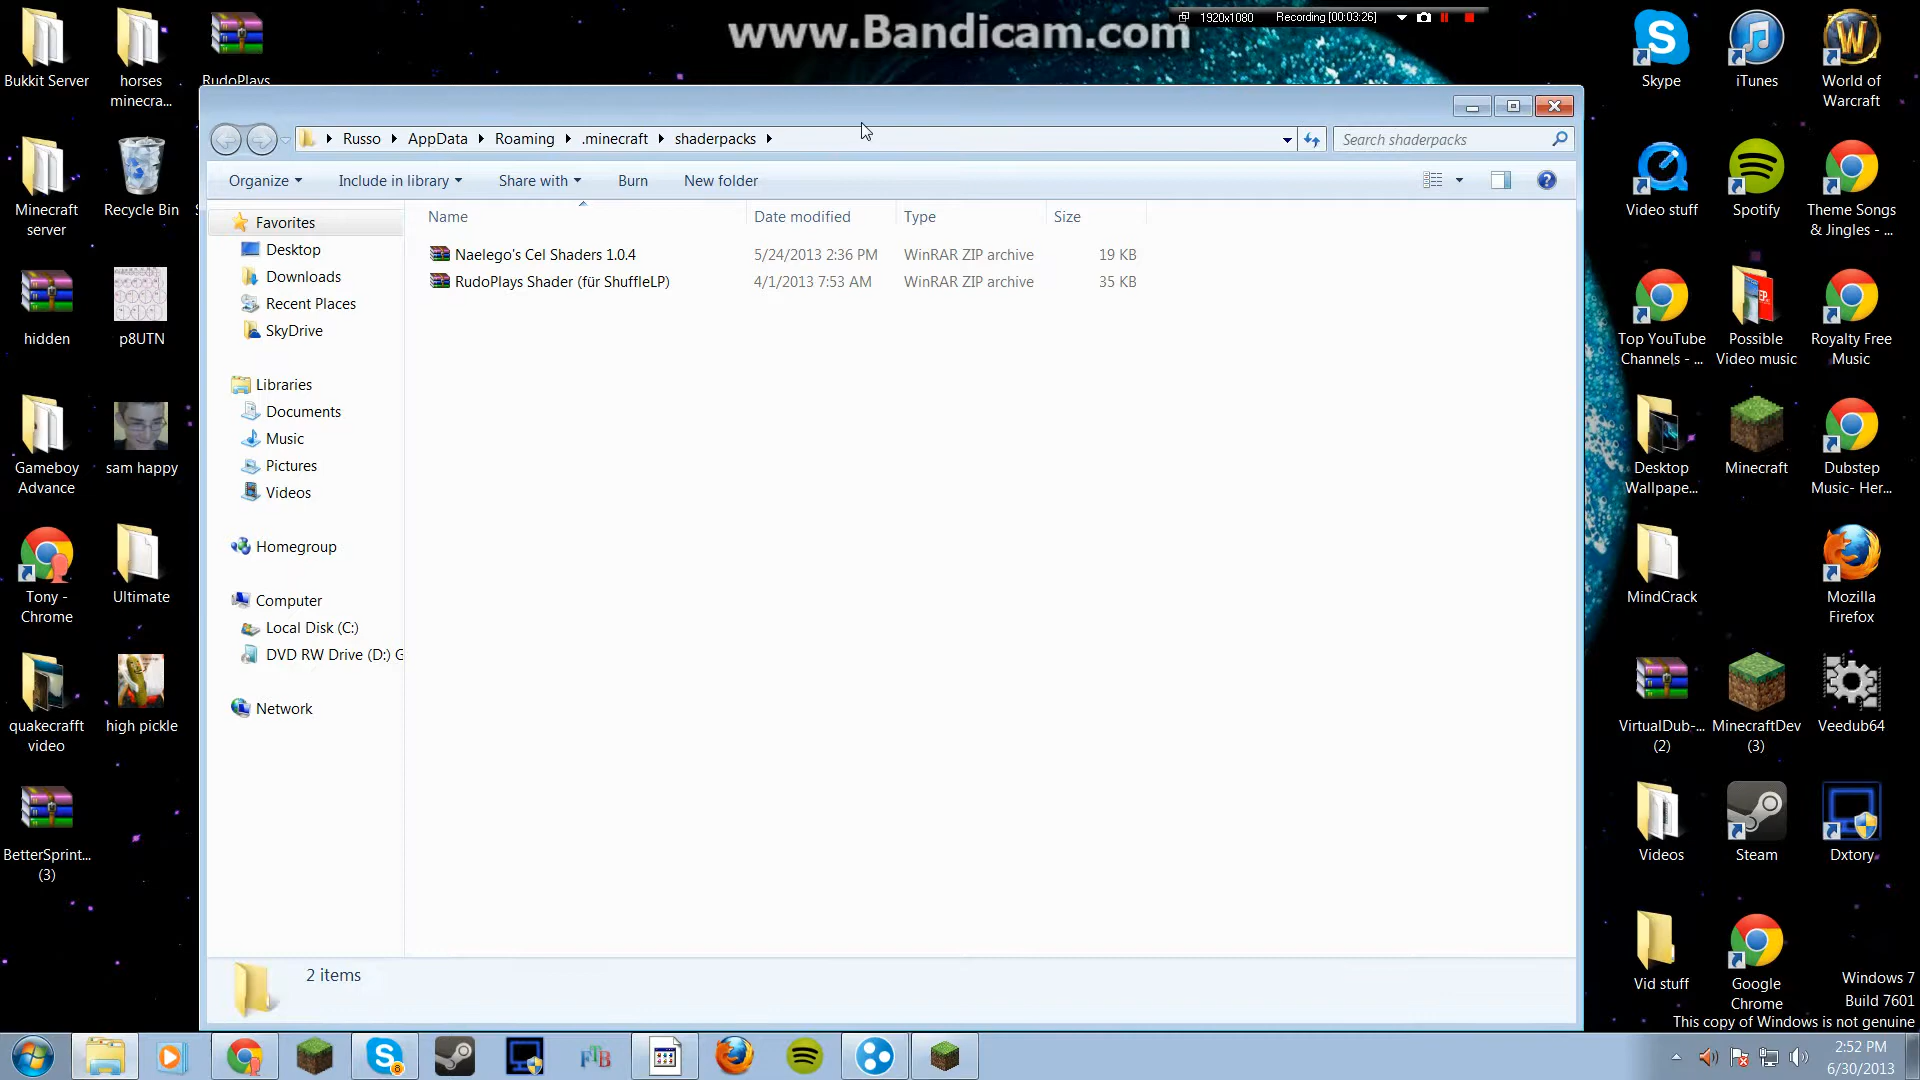 www.Bandicam.com
1920x1080 Recording [00:03:26]
Bukkit Server
horses
minecra...
RudoPlays
Skype
iTunes
World of
Warcraft
Russo AppData Roaming .minecraft shaderpacks
Search shaderpacks
Organize Include in library Share with Burn New folder
Name Date modified Type Size
Naelego's Cel Shaders 1.0.4 5/24/2013 2:36 PM WinRAR ZIP archive 19 KB
RudoPlays Shader (für ShuffleLP) 4/1/2013 7:53 AM WinRAR ZIP archive 35 KB
Favorites
Desktop
Downloads
Recent Places
SkyDrive
Libraries
Documents
Music
Pictures
Videos
Homegroup
Computer
Local Disk (C:)
DVD RW Drive (D:) G
Network
2 items
Minecraft
server
Recycle Bin
hidden
p8UTN
Gameboy
Advance
sam happy
Tony -
Chrome
Ultimate
quakecrafft
video
high pickle
BetterSprint...
(3)
Video stuff
Spotify
Theme Songs
& Jingles - ...
Top YouTube
Channels - ...
Possible
Video music
Royalty Free
Music
Desktop
Wallpape...
Minecraft
Dubstep
Music- Her...
MindCrack
Mozilla
Firefox
VirtualDub-...
(2)
MinecraftDev
(3)
Veedub64
Videos
Steam
Dxtory
Vid stuff
Google
Chrome
Windows 7
Build 7601
This copy of Windows is not genuine
FTB
2:52 PM
6/30/2013